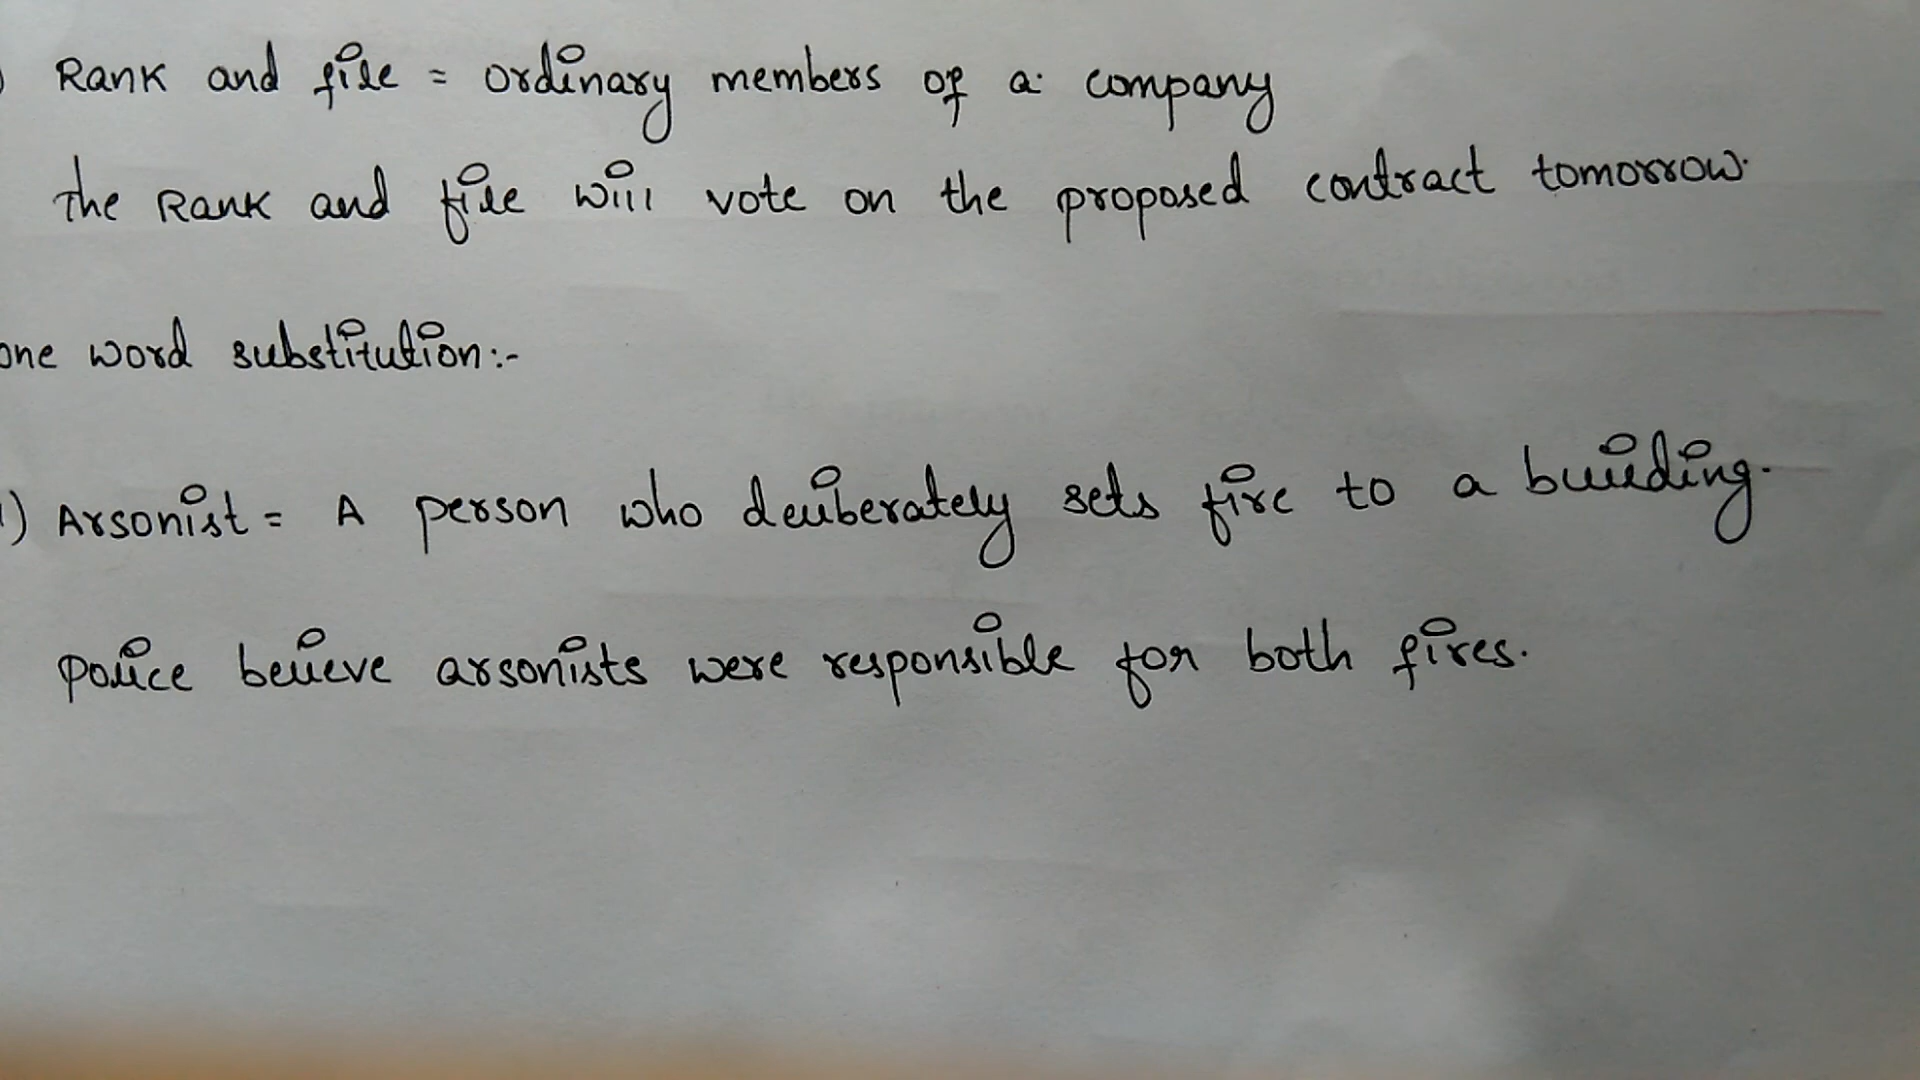 ) Rank and file = ordinary members of a company
The Rank and file will vote on the proposed contract tomorrow.
one word substitution:-
1) Arsonist = A person who deliberately sets fire to a building.
police believe arsonists were responsible for both fires.